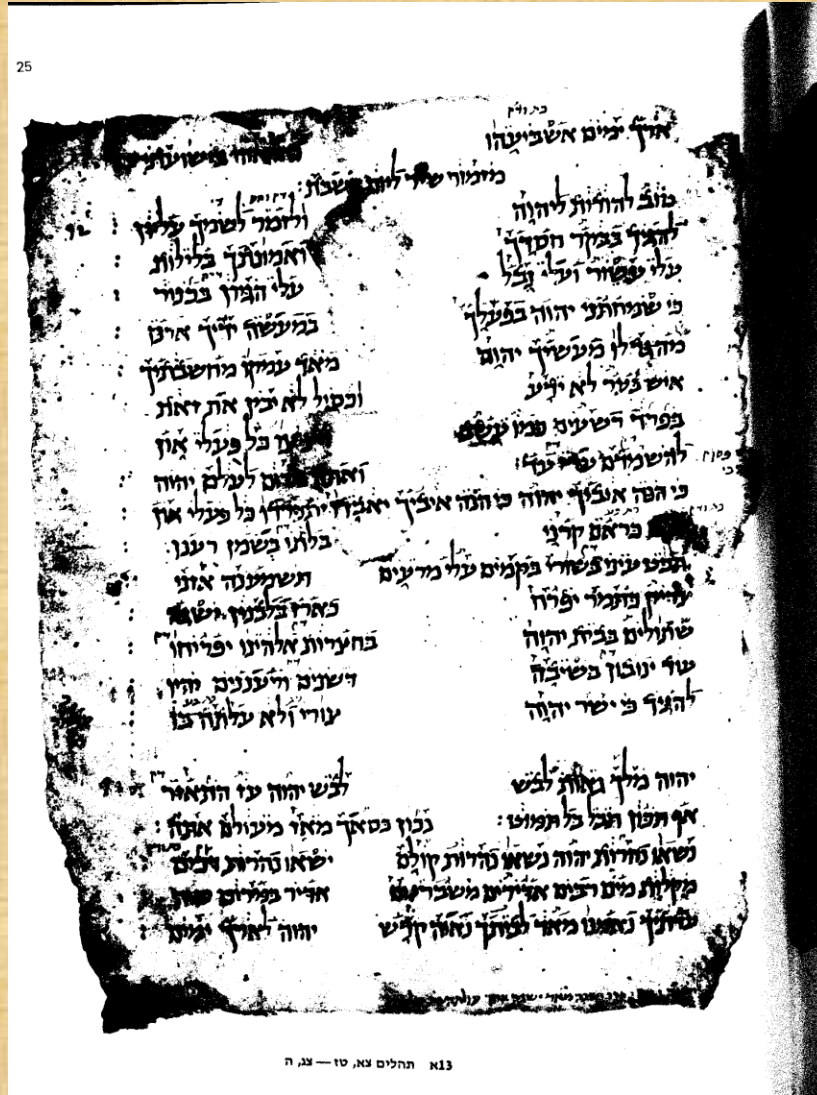 25
ארך ימים אשביעהו בישועתי
מזמור שיר ליום השבת :
טוב להודות ליהוה ולזמר לשמך עליון :
להגיד בבקר חסדך ואמונתך בלילות :
עלי עשור ועלי נבל עלי הגיון בכנור :
כי שמחתני יהוה בפעלך במעשה ידיך ארנן :
מה גדלו מעשיך יהוה מאד עמקו מחשבתיך :
איש בער לא ידע וכסיל לא יבין את זאת
בפרח רשעים כמו עשב כל פעלי און
להשמדם עדי עד : ואתה לעלם יהוה :
כי הנה איביך יהוה כי הנה איביך יאבדו יתפרדו כל פעלי און :
כראם קרני בלתי בשמן רענן :
תבט עיני בשורי בקמים עלי מרעים תשמענה אזני :
צדיק כתמר יפרח כארז בלבנון ישגה :
שתולים בבית יהוה בחצרות אלהינו יפריחו :
עוד ינובון בשיבה דשנים ורעננים יהיו :
להגיד כי ישר יהוה צורי ולא עלתה בו :
יהוה מלך גאות לבש לבש יהוה עז התאזר :
אף תכון תבל בל תמוט : נכון כסאך מאז מעולם אתה :
נשאו נהרות יהוה נשאו נהרות קולם ישאו נהרות דכים
מקלות מים רבים אדירים משברי ים אדיר במרום יהוה :
עדתיך נאמנו מאד לביתך נאוה קדש יהוה לארך ימים :
13א תהלים צא, טז — צג, ה